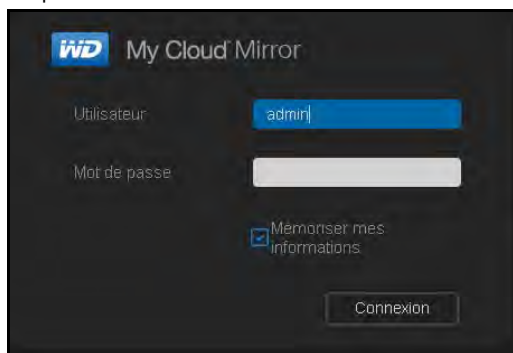 WD My Cloud Mirror
Utilisateur admin
Mot de passe
Mémoriser mes
informations.
Connexion